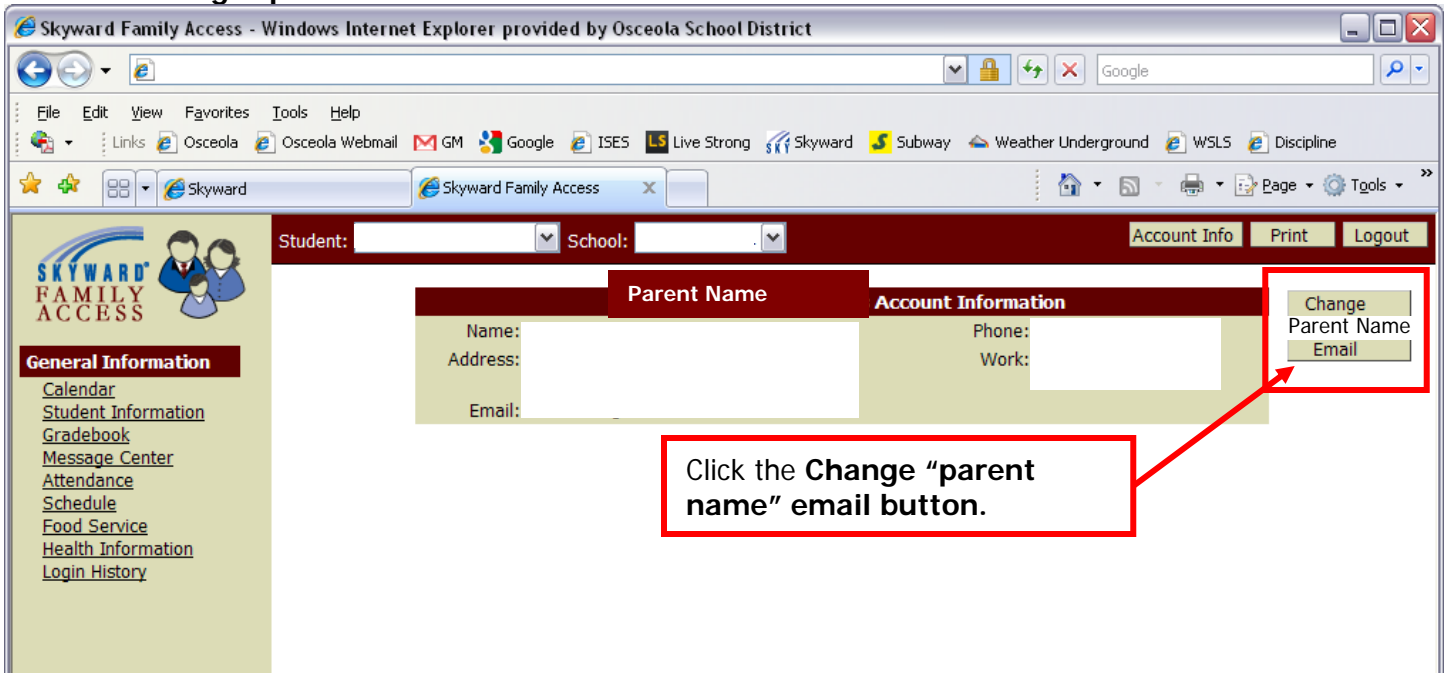 Skyward Family Access - Windows Internet Explorer provided by Osceola School District
Google
File Edit View Favorites Tools Help
Links Osceola Osceola Webmail GM Google ISES LS Live Strong Skyward Subway Weather Underground WSLS Discipline
Skyward Skyward Family Access Page Tools
Student: School: Account Info Print Logout
SKYWARD®
FAMILY
ACCESS
Parent Name Account Information
Name: Phone:
Address: Work:
Email:
Change
Parent Name
Email
General Information
Calendar
Student Information
Gradebook
Message Center
Attendance
Schedule
Food Service
Health Information
Login History
Click the Change “parent
name” email button.